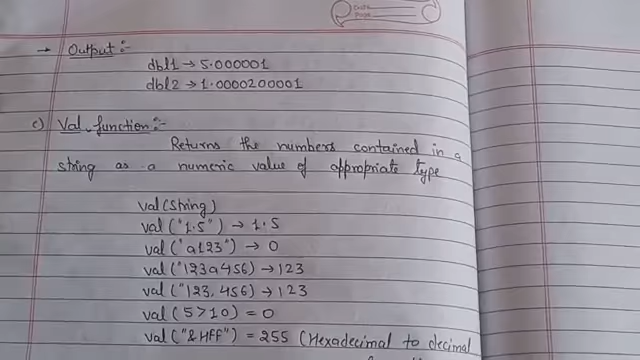 Date
Page
→ Output :-
dbl1 → 5.000001
dbl2 → 1.0000200001
c) Val function :-
Returns the numbers contained in a
string as a numeric value of appropriate type
val(String)
val("1.5") → 1.5
val("a123") → 0
val("123a456) → 123
val("123,456) → 123
val(5>10) = 0
val("&HFF") = 255 (Hexadecimal to decimal